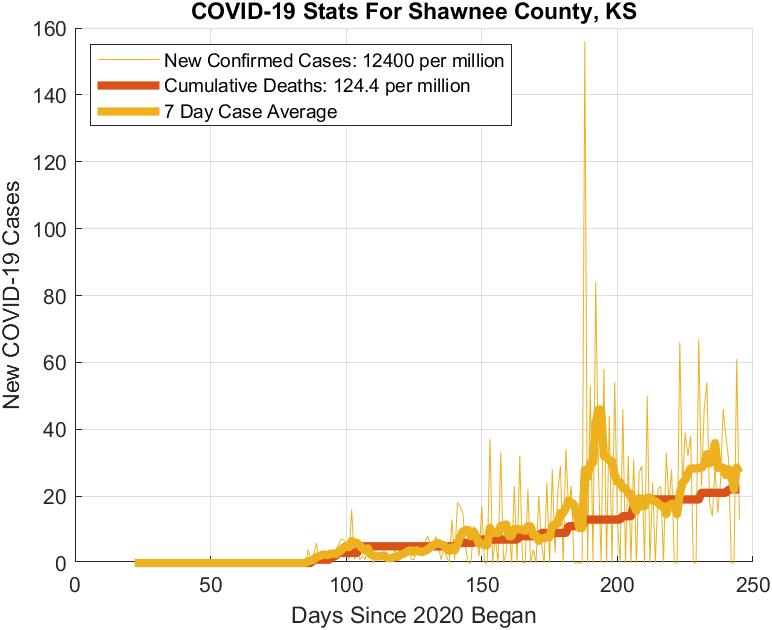 COVID-19 Stats For Shawnee County, KS
160
140
120
100
80
60
40
20
0
New COVID-19 Cases
New Confirmed Cases: 12400 per million
Cumulative Deaths: 124.4 per million
7 Day Case Average
0 50 100 150 200 250
Days Since 2020 Began